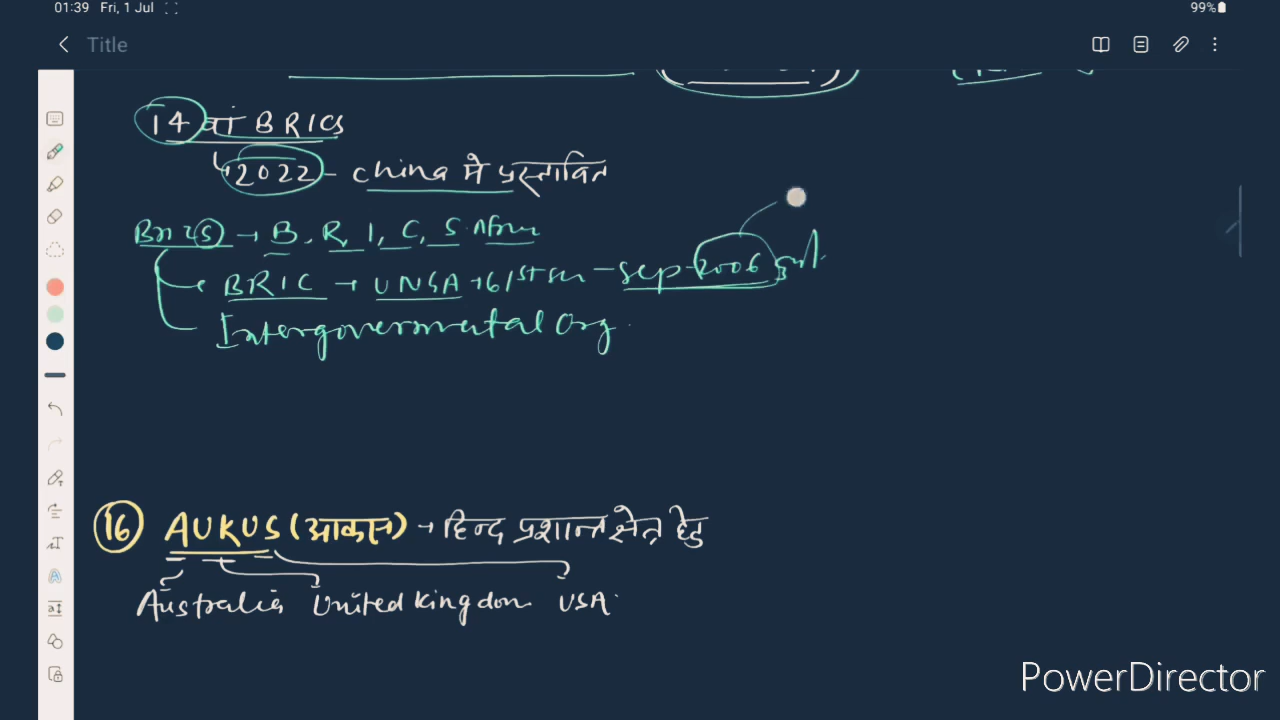 01:39 Fri, 1 Jul 99%
Title
14 वां BRICS
2022 - China मे प्रस्तावित
Brics → B, R, I, C, S. Africa
BRIC → UNGA → 61st - Sep - 2006
Intergovernmental Org.
16 AUKUS (आकस) → हिन्द प्रशान्त क्षेत्र हेतु
Australia United Kingdom USA
PowerDirector